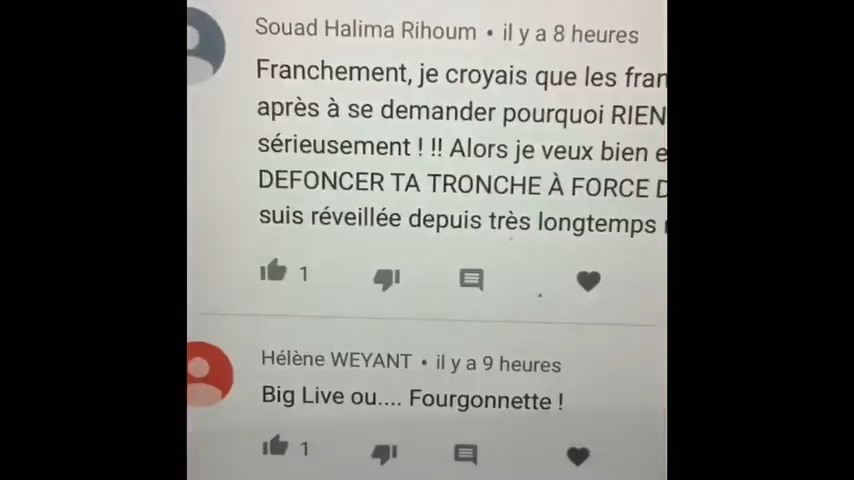 Souad Halima Rihoum • il y a 8 heures
Franchement, je croyais que les
après à se demander pourquoi RIEN
sérieusement ! !! Alors je veux bien
DEFONCER TA TRONCHE À FORCE
suis réveillée depuis très longtemps
1
Hélène WEYANT • il y a 9 heures
Big Live ou.... Fourgonnette !
1